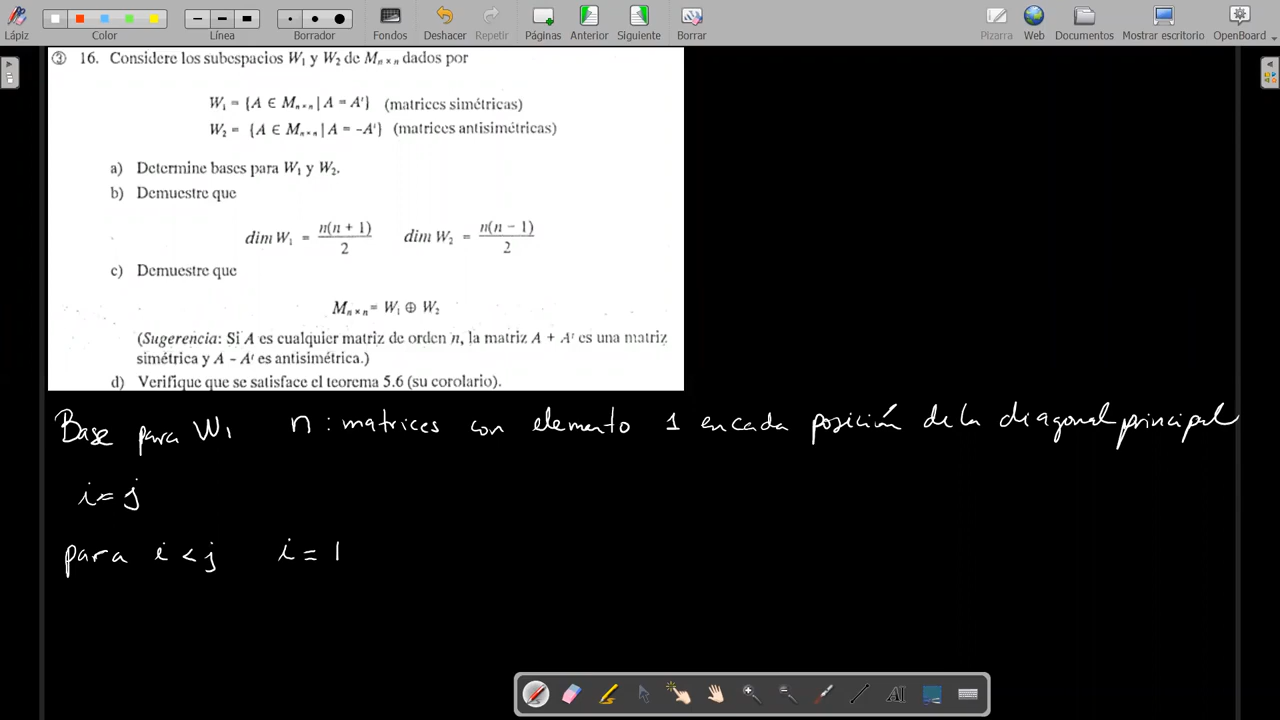 Lápiz
Color
Línea
Borrador
Fondos
Deshacer
Repetir
Páginas
Anterior
Siguiente
Borrar
Pizarra
Web
Documentos
Mostrar escritorio
OpenBoard
③ 16. Considere los subespacios W₁ y W₂ de Mₙₓₙ dados por
W₁ = {A ∈ Mₙₓₙ | A = Aᵗ} (matrices simétricas)
W₂ = {A ∈ Mₙₓₙ | A = -Aᵗ} (matrices antisimétricas)
a) Determine bases para W₁ y W₂.
b) Demuestre que
dim W₁ = n(n + 1)/2 dim W₂ = n(n - 1)/2
c) Demuestre que
Mₙₓₙ = W₁ ⊕ W₂
(Sugerencia: Si A es cualquier matriz de orden n, la matriz A + Aᵗ es una matriz
simétrica y A - Aᵗ es antisimétrica.)
d) Verifique que se satisface el teorema 5.6 (su corolario).
Base para W₁ n : matrices con elemento 1 en cada posición de la diagonal principal
i = j
para i < j i = 1
AI